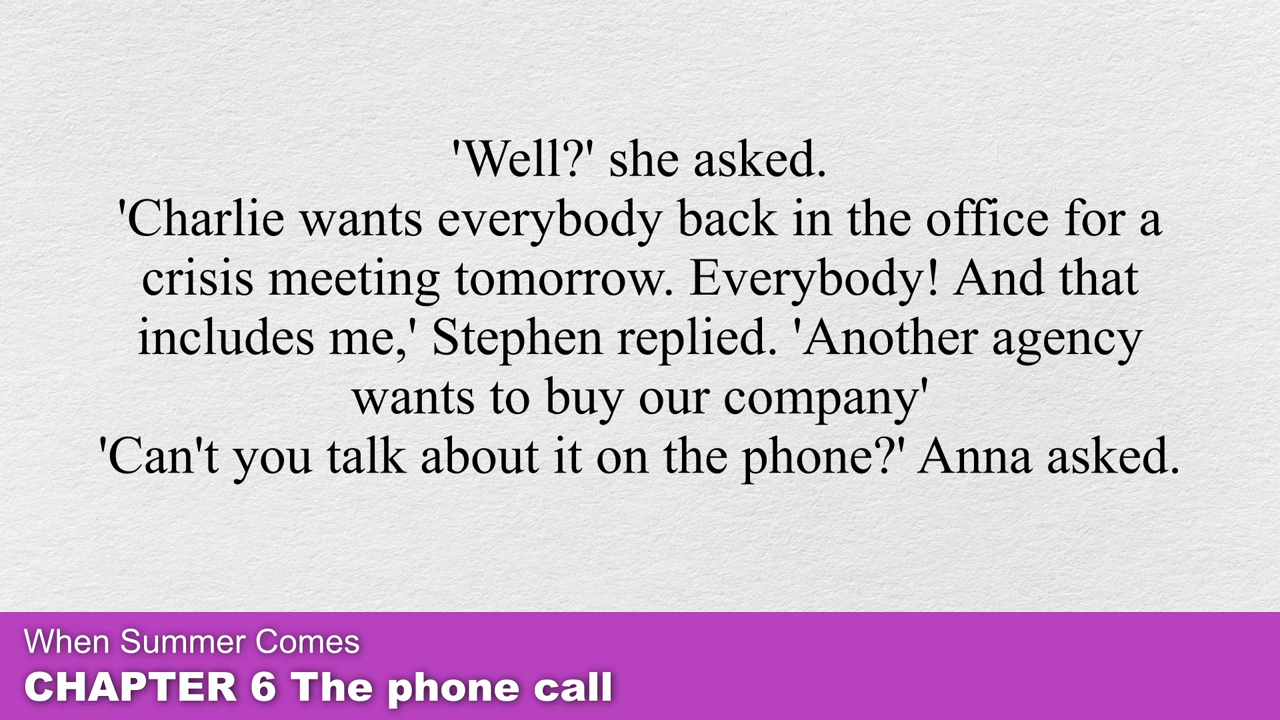 'Well?' she asked.
'Charlie wants everybody back in the office for a
crisis meeting tomorrow. Everybody! And that
includes me,' Stephen replied. 'Another agency
wants to buy our company'
'Can't you talk about it on the phone?' Anna asked.
When Summer Comes
CHAPTER 6 The phone call